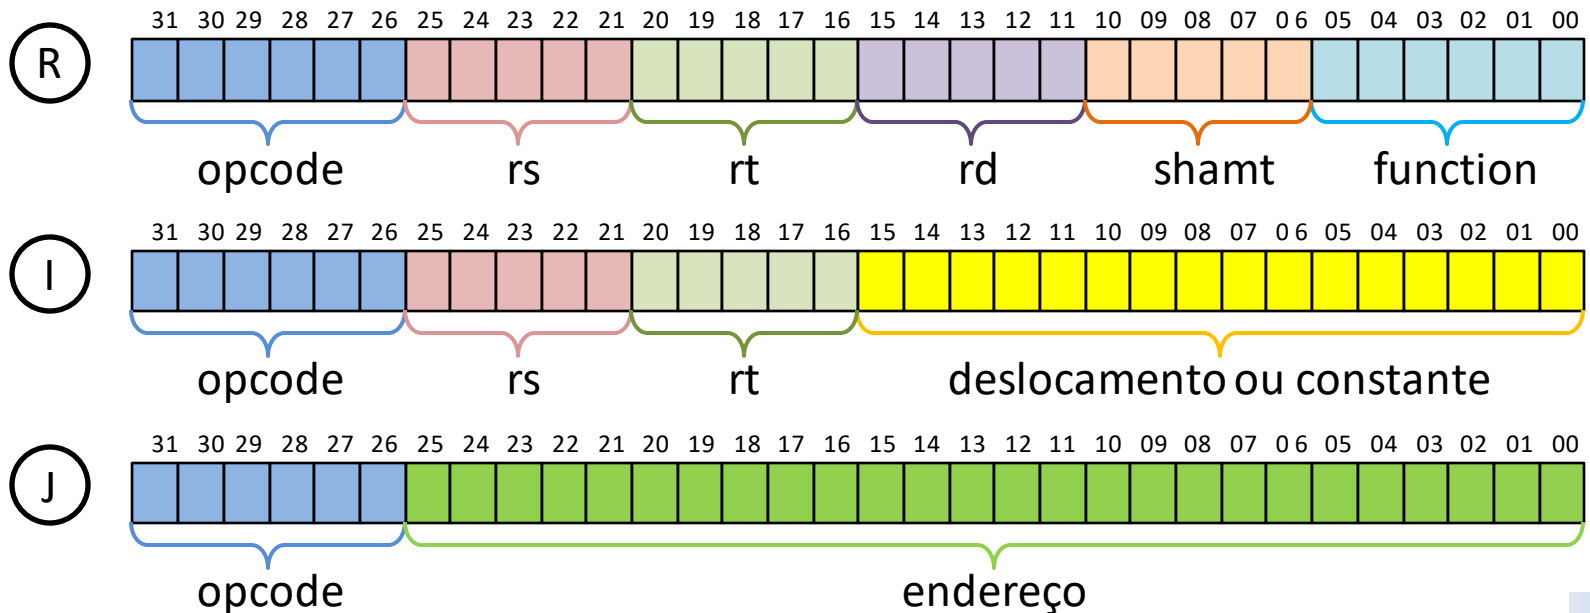 31 30 29 28 27 26 25 24 23 22 21 20 19 18 17 16 15 14 13 12 11 10 09 08 07 0 6 05 04 03 02 01 00
R
opcode rs rt rd shamt function
31 30 29 28 27 26 25 24 23 22 21 20 19 18 17 16 15 14 13 12 11 10 09 08 07 0 6 05 04 03 02 01 00
I
opcode rs rt deslocamento ou constante
31 30 29 28 27 26 25 24 23 22 21 20 19 18 17 16 15 14 13 12 11 10 09 08 07 0 6 05 04 03 02 01 00
J
opcode endereço